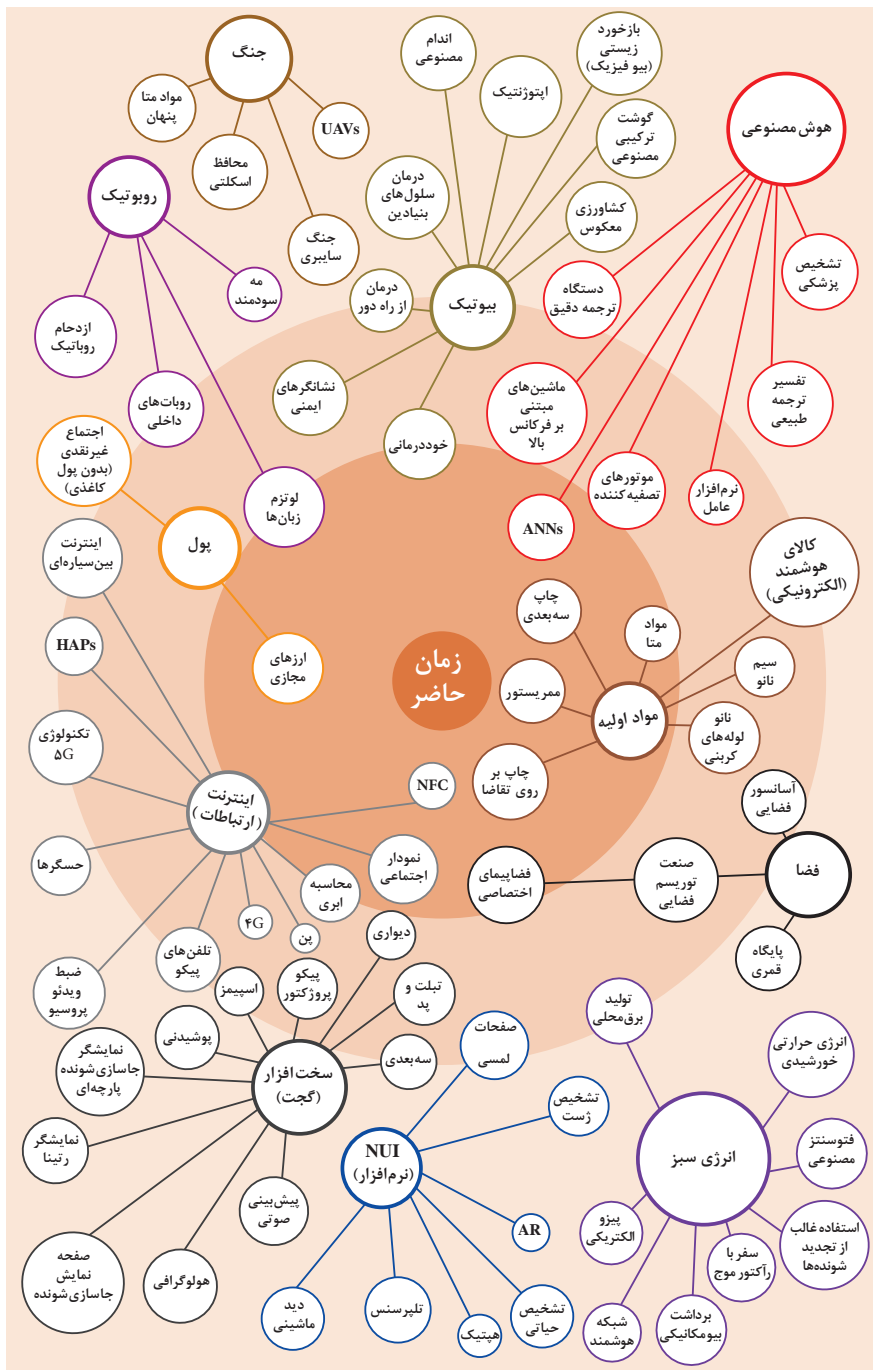 جنگ
مواد متا
پنهان
محافظ
اسکلتی
جنگ
سایبری
UAVs
روبوتیک
ازدحام
روباتیک
روبات‌های
داخلی
لوتزم
زبان‌ها
مه
سودمند
بیوتیک
اندام
مصنوعی
اپتوژنتیک
بازخورد
زیستی
(بیو فیزیک)
گوشت
ترکیبی
مصنوعی
کشاورزی
معکوس
درمان
سلول‌های
بنیادین
درمان
از راه دور
نشانگرهای
ایمنی
خوددرمانی
هوش مصنوعی
تشخیص
پزشکی
تفسیر
ترجمه
طبیعی
نرم‌افزار
عامل
موتورهای
تصفیه‌کننده
ANNs
ماشین‌های
مبتنی
بر فرکانس
بالا
دستگاه
ترجمه دقیق
پول
اجتماع
غیرنقدی
(بدون پول
کاغذی)
ارزهای
مجازی
زمان
حاضر
مواد اولیه
کالای
هوشمند
(الکترونیکی)
مواد
متا
سیم
نانو
نانو
لوله‌های
کربنی
چاپ
سه‌بعدی
ممریستور
چاپ بر
روی تقاضا
فضا
آسانسور
فضایی
صنعت
توریسم
فضایی
فضاپیمای
اختصاصی
پایگاه
قمری
اینترنت
(ارتباطات)
اینترنت
بین‌سیاره‌ای
HAPs
تکنولوژی
۵G
حسگرها
ضبط
ویدئو
پروسیو
تلفن‌های
پیکو
۴G
پن
محاسبه
ابری
نمودار
اجتماعی
NFC
سخت‌افزار
(گجت)
دیواری
پیکو
پروژکتور
اسپیمز
پوشیدنی
تبلت و
پد
سه‌بعدی
نمایشگر
جاسازی‌شونده
پارچه‌ای
نمایشگر
رتینا
صفحه
نمایش
جاسازی‌شونده
هولوگرافی
پیش‌بینی
صوتی
NUI
(نرم‌افزار)
صفحات
لمسی
تشخیص
ژست
AR
تشخیص
حیاتی
هپتیک
تلپرسنس
دید
ماشینی
انرژی سبز
تولید
برق‌محلی
انرژی حرارتی
خورشیدی
فتوسنتز
مصنوعی
استفاده غالب
از تجدید
شونده‌ها
سفر با
رآکتور موج
برداشت
بیومکانیکی
شبکه
هوشمند
پیزو
الکتریکی